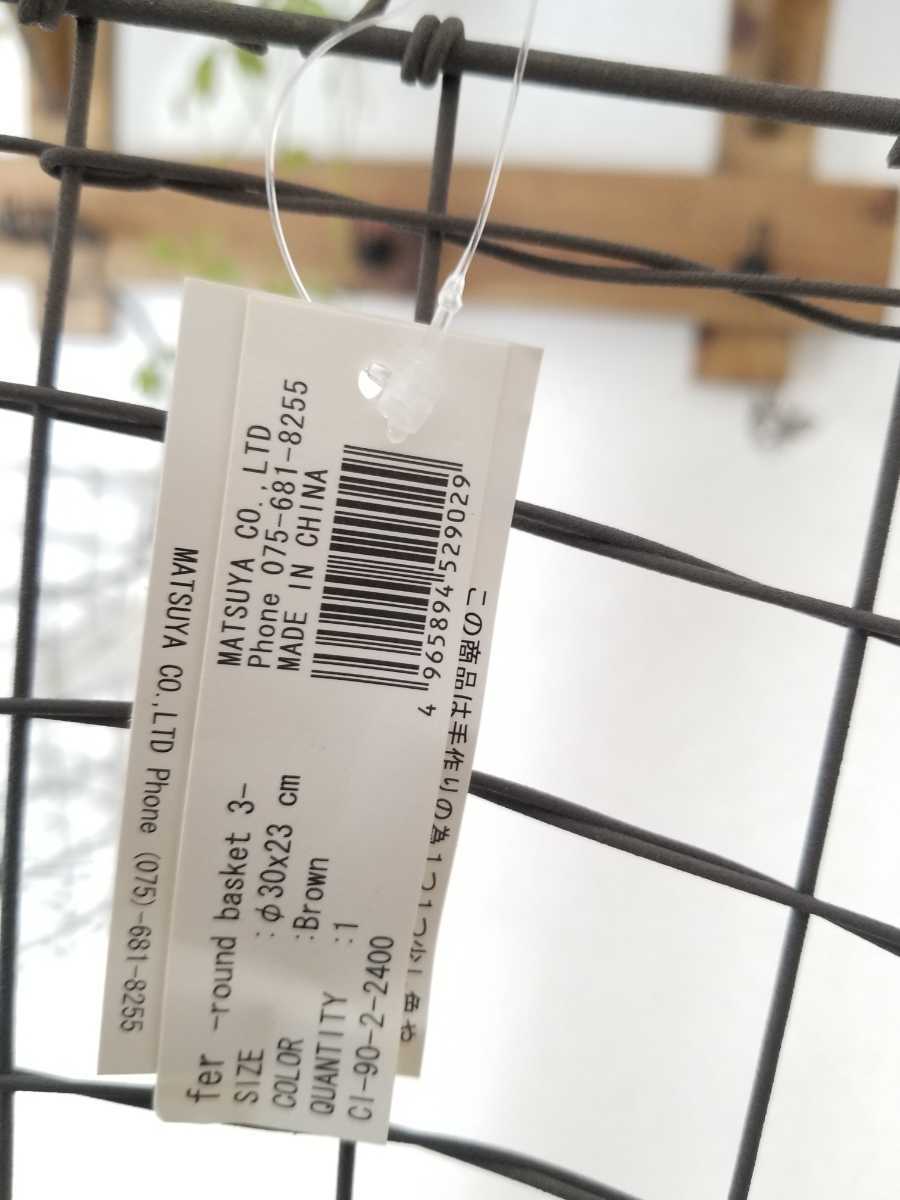 fer -round basket 3-
SIZE :φ30x23 cm
COLOR :Brown
QUANTITY :1
CI-90-2-2400
MATSUYA CO.,LTD
Phone 075-681-8255
MADE IN CHINA
4 965894 529029
MATSUYA CO.,LTD Phone (075)-681-8255
この商品は手作りの為1つ1つ